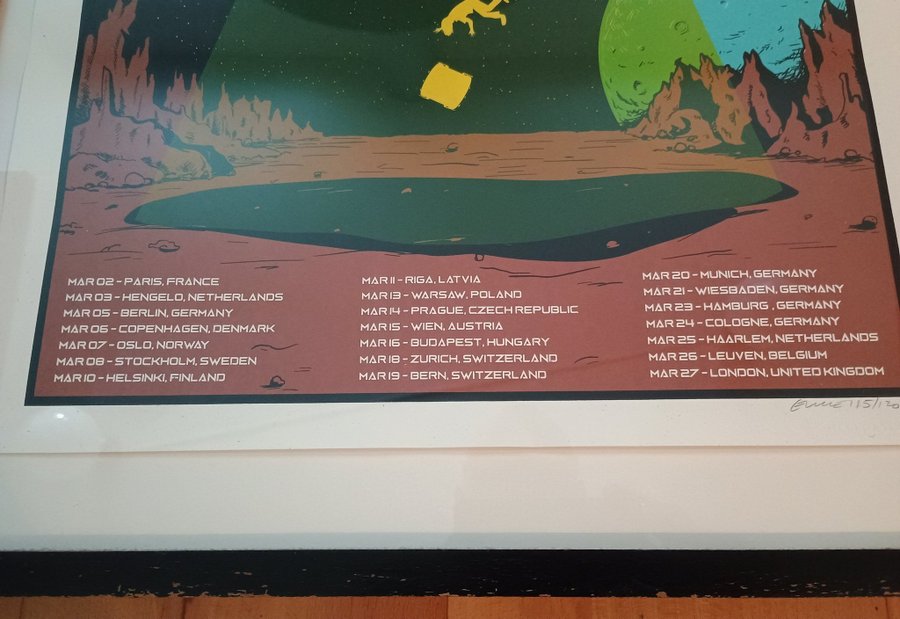 MAR 02 - PARIS, FRANCE
MAR 03 - HENGELO, NETHERLANDS
MAR 05 - BERLIN, GERMANY
MAR 06 - COPENHAGEN, DENMARK
MAR 07 - OSLO, NORWAY
MAR 08 - STOCKHOLM, SWEDEN
MAR 10 - HELSINKI, FINLAND
MAR 11 - RIGA, LATVIA
MAR 13 - WARSAW, POLAND
MAR 14 - PRAGUE, CZECH REPUBLIC
MAR 15 - WIEN, AUSTRIA
MAR 16 - BUDAPEST, HUNGARY
MAR 18 - ZURICH, SWITZERLAND
MAR 19 - BERN, SWITZERLAND
MAR 20 - MUNICH, GERMANY
MAR 21 - WIESBADEN, GERMANY
MAR 23 - HAMBURG , GERMANY
MAR 24 - COLOGNE, GERMANY
MAR 25 - HAARLEM, NETHERLANDS
MAR 26 - LEUVEN, BELGIUM
MAR 27 - LONDON, UNITED KINGDOM